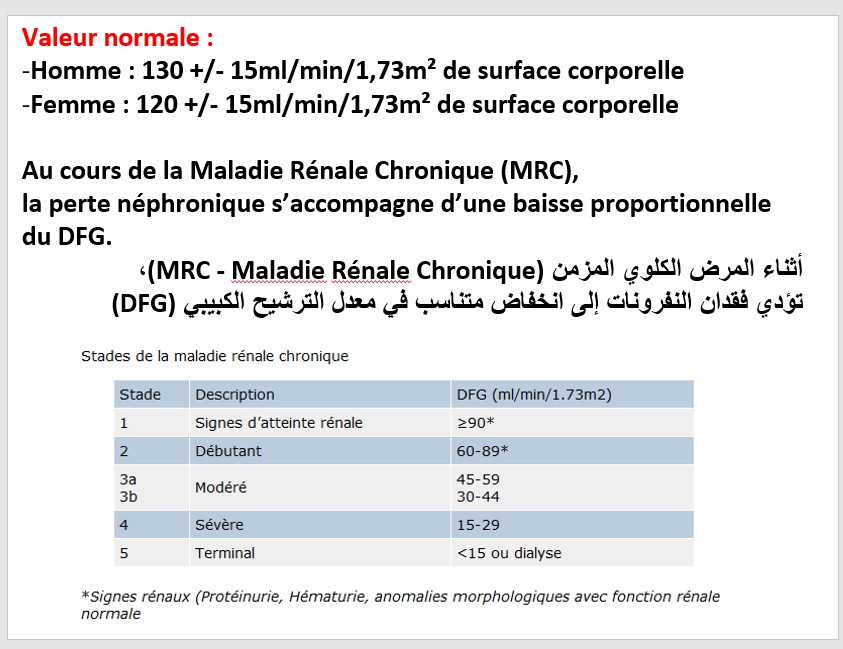 Valeur normale :
-Homme : 130 +/- 15ml/min/1,73m² de surface corporelle
-Femme : 120 +/- 15ml/min/1,73m² de surface corporelle
Au cours de la Maladie Rénale Chronique (MRC),
la perte néphronique s’accompagne d’une baisse proportionnelle
du DFG.
أثناء المرض الكلوي المزمن (MRC - Maladie Rénale Chronique)،
تؤدي فقدان النفرونات إلى انخفاض متناسب في معدل الترشيح الكبيبي (DFG)
Stades de la maladie rénale chronique
Stade Description DFG (ml/min/1.73m2)
1 Signes d’atteinte rénale ≥90*
2 Débutant 60-89*
3a 45-59
Modéré
3b 30-44
4 Sévère 15-29
5 Terminal <15 ou dialyse
*Signes rénaux (Protéinurie, Hématurie, anomalies morphologiques avec fonction rénale
normale